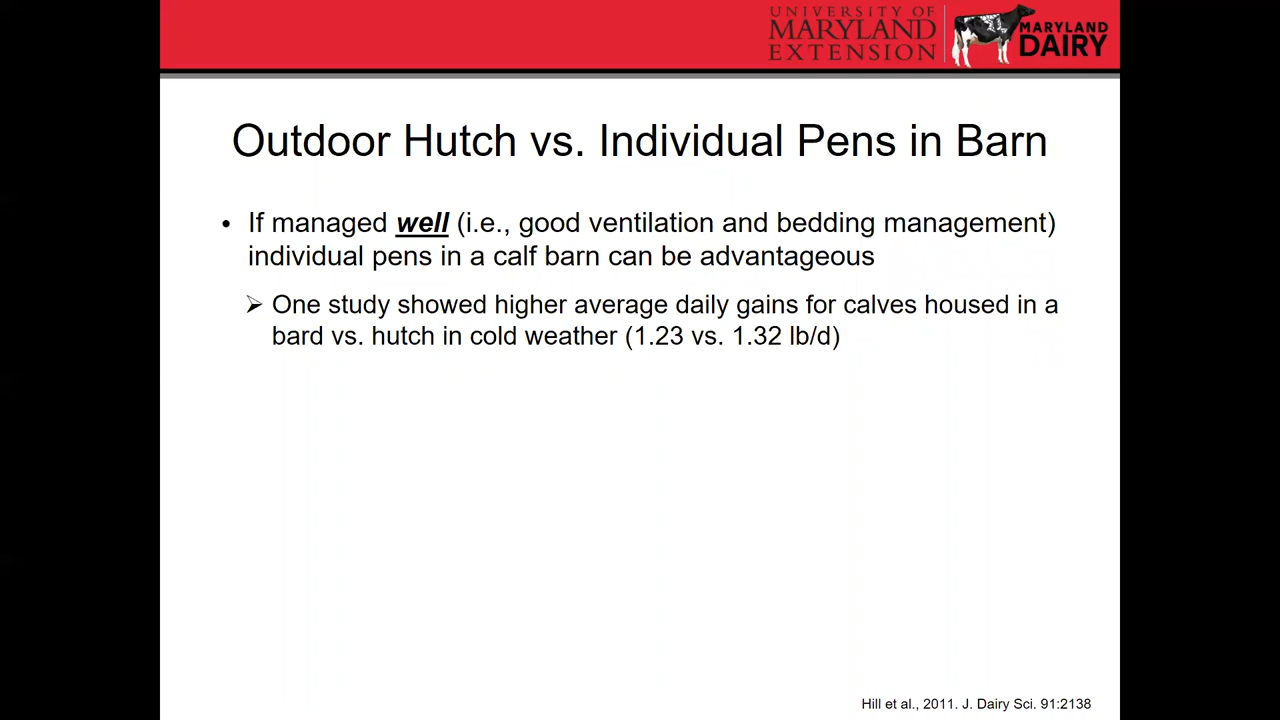 UNIVERSITY OF
MARYLAND
EXTENSION
MARYLAND
DAIRY
Outdoor Hutch vs. Individual Pens in Barn
• If managed well (i.e., good ventilation and bedding management)
individual pens in a calf barn can be advantageous
➢ One study showed higher average daily gains for calves housed in a
bard vs. hutch in cold weather (1.23 vs. 1.32 lb/d)
Hill et al., 2011. J. Dairy Sci. 91:2138